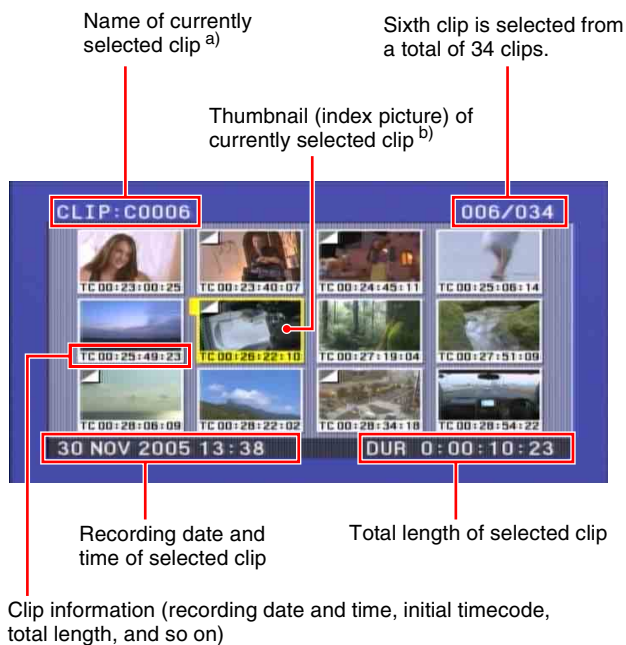 Name of currently
selected clip a)
Sixth clip is selected from
a total of 34 clips.
Thumbnail (index picture) of
currently selected clip b)
CLIP:C0006
006/034
TC 00:23:00:25
TC 00:23:40:07
TC 00:24:45:11
TC 00:25:06:14
TC 00:25:49:23
TC 00:26:22:10
TC 00:27:19:04
TC 00:27:51:09
TC 00:28:06:09
TC 00:28:22:02
TC 00:28:34:18
TC 00:28:54:22
30 NOV 2005 13:38
DUR 0:00:10:23
Recording date and
time of selected clip
Total length of selected clip
Clip information (recording date and time, initial timecode,
total length, and so on)